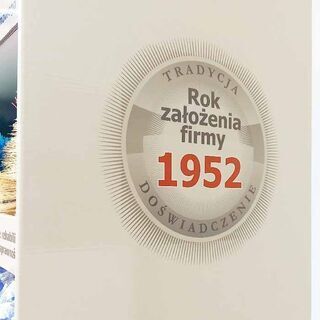 TRADYCJA
Rok
założenia
firmy
1952
DOŚWIADCZENIE